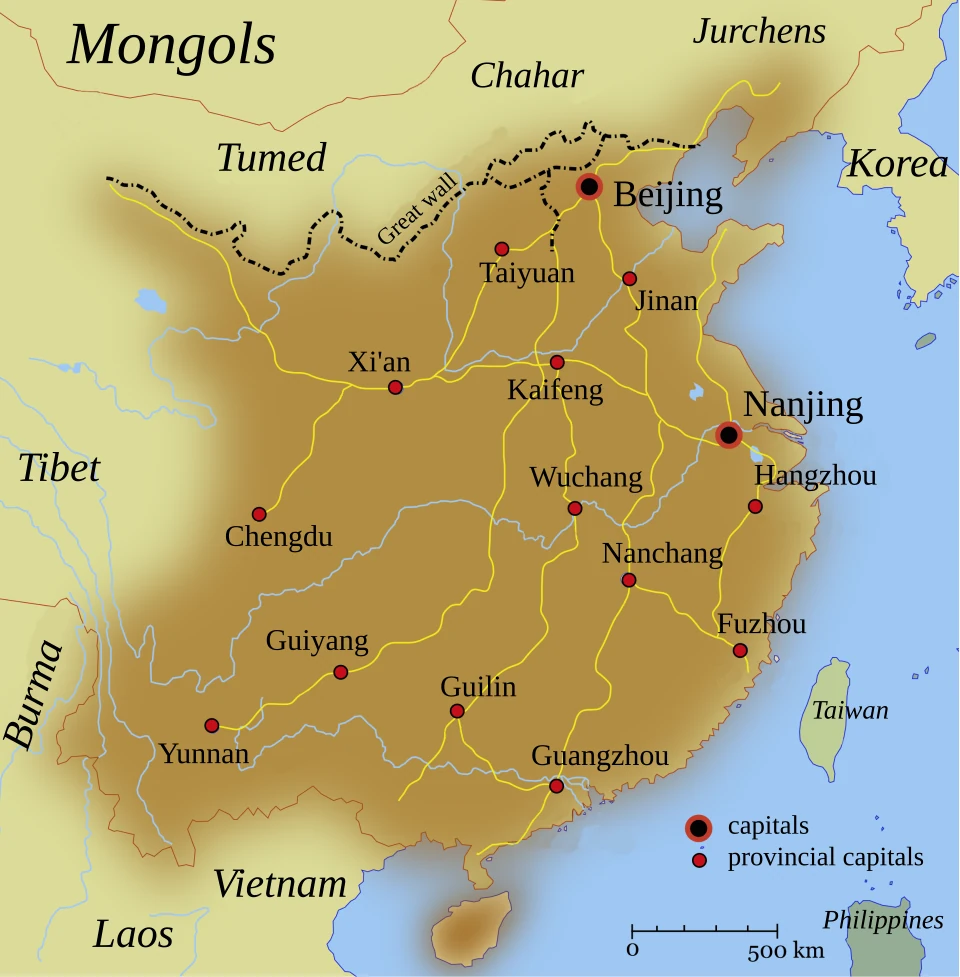 Mongols
Jurchens
Chahar
Tumed
Korea
Great wall
Beijing
Taiyuan
Jinan
Xi'an
Kaifeng
Nanjing
Tibet
Wuchang
Hangzhou
Chengdu
Nanchang
Fuzhou
Guiyang
Burma
Guilin
Taiwan
Yunnan
Guangzhou
capitals
provincial capitals
Vietnam
Laos
Philippines
0 500 km